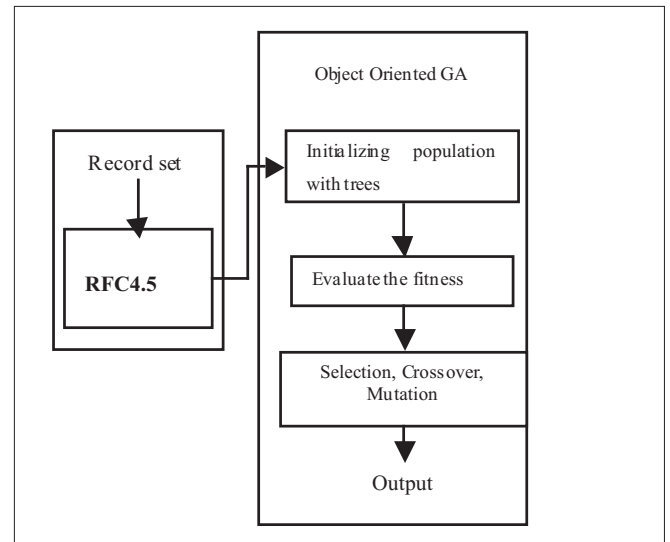 Object Oriented GA
Record set
RFC4.5
Initializing population
with trees
Evaluate the fitness
Selection, Crossover,
Mutation
Output